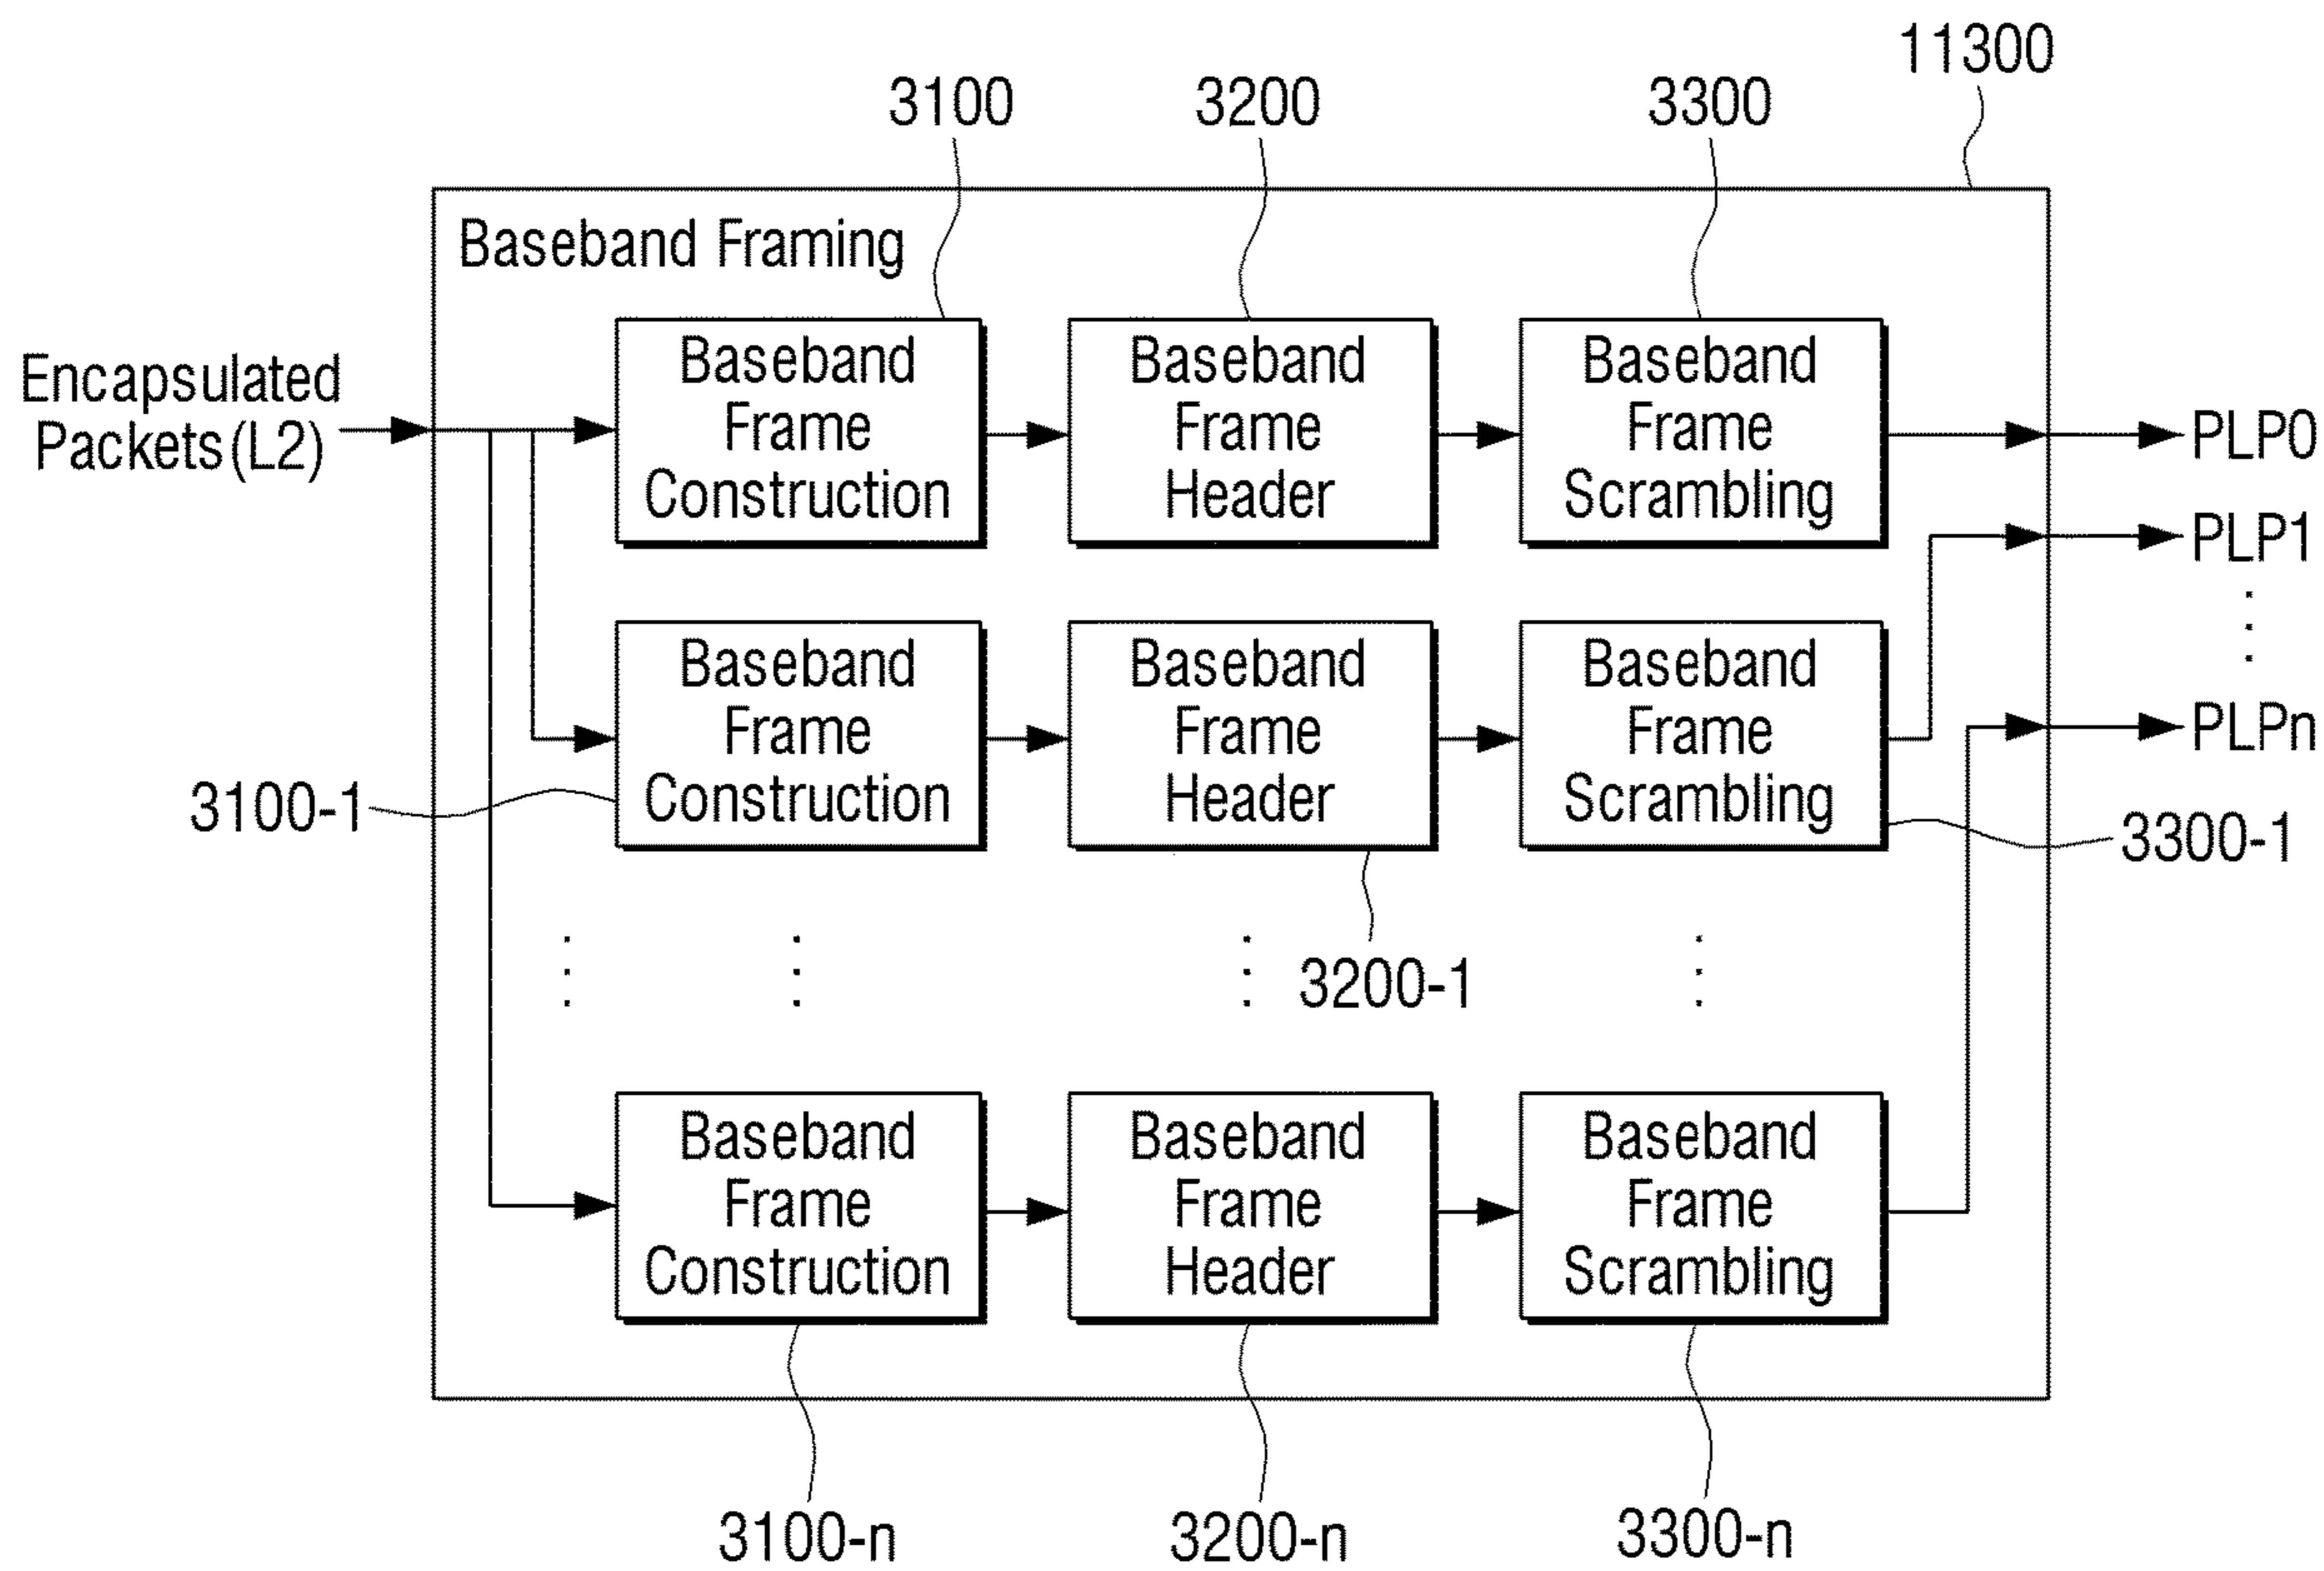 11300
3100
3200
3300
Baseband Framing
Encapsulated
Packets(L2)
Baseband
Frame
Construction
Baseband
Frame
Header
Baseband
Frame
Scrambling
PLP0
PLP1
PLPn
Baseband
Frame
Construction
Baseband
Frame
Header
Baseband
Frame
Scrambling
3100-1
3300-1
3200-1
Baseband
Frame
Construction
Baseband
Frame
Header
Baseband
Frame
Scrambling
3100-n
3200-n
3300-n